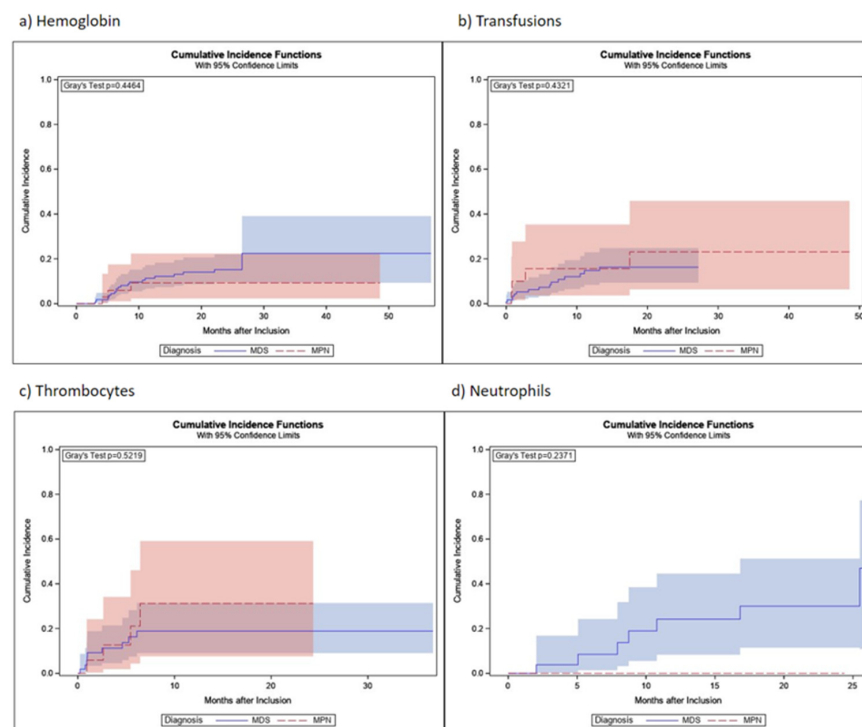 a) Hemoglobin
Cumulative Incidence Functions
With 95% Confidence Limits
Gray's Test p=0.4464
Cumulative Incidence
1.0
0.8
0.6
0.4
0.2
0.0
0 10 20 30 40 50
Months after Inclusion
Diagnosis MDS MPN
b) Transfusions
Cumulative Incidence Functions
With 95% Confidence Limits
Gray's Test p=0.4321
Cumulative Incidence
1.0
0.8
0.6
0.4
0.2
0.0
0 10 20 30 40 50
Months after Inclusion
Diagnosis MDS MPN
c) Thrombocytes
Cumulative Incidence Functions
With 95% Confidence Limits
Gray's Test p=0.5219
Cumulative Incidence
1.0
0.8
0.6
0.4
0.2
0.0
0 10 20 30
Months after Inclusion
Diagnosis MDS MPN
d) Neutrophils
Cumulative Incidence Functions
With 95% Confidence Limits
Gray's Test p=0.2371
Cumulative Incidence
1.0
0.8
0.6
0.4
0.2
0.0
0 5 10 15 20 25
Months after Inclusion
Diagnosis MDS MPN